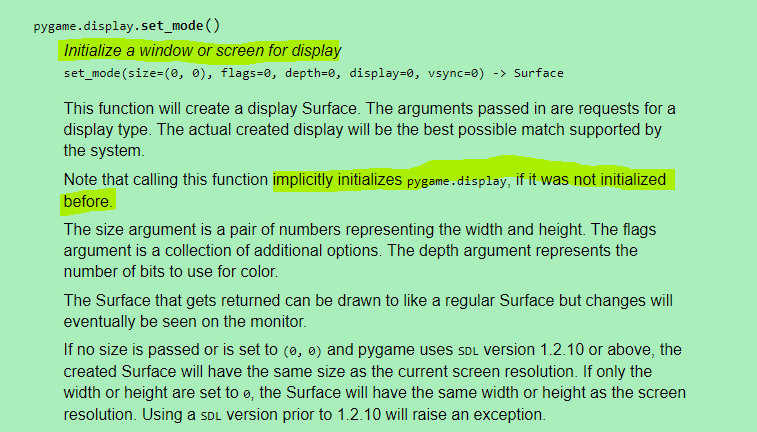 pygame.display.set_mode()
Initialize a window or screen for display
set_mode(size=(0, 0), flags=0, depth=0, display=0, vsync=0) -> Surface
This function will create a display Surface. The arguments passed in are requests for a
display type. The actual created display will be the best possible match supported by
the system.
Note that calling this function implicitly initializes pygame.display, if it was not initialized
before.
The size argument is a pair of numbers representing the width and height. The flags
argument is a collection of additional options. The depth argument represents the
number of bits to use for color.
The Surface that gets returned can be drawn to like a regular Surface but changes will
eventually be seen on the monitor.
If no size is passed or is set to (0, 0) and pygame uses SDL version 1.2.10 or above, the
created Surface will have the same size as the current screen resolution. If only the
width or height are set to 0, the Surface will have the same width or height as the screen
resolution. Using a SDL version prior to 1.2.10 will raise an exception.